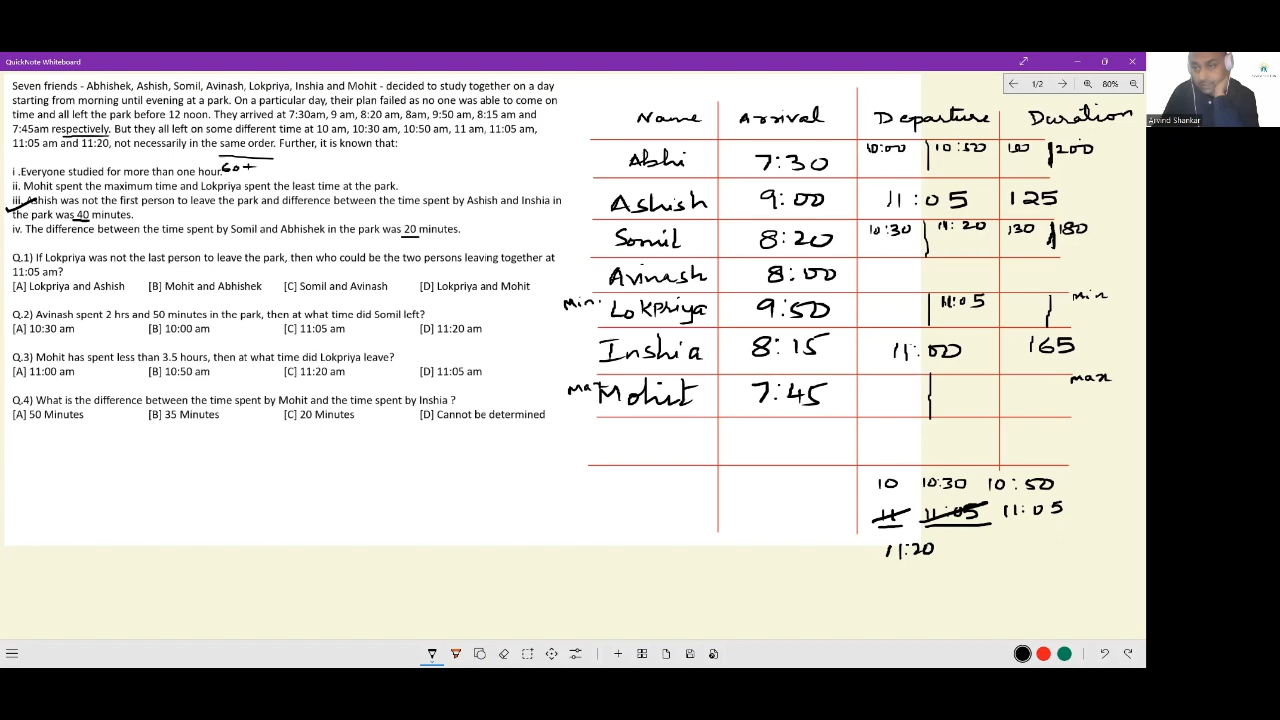 QuickNote Whiteboard
Seven friends - Abhishek, Ashish, Somil, Avinash, Lokpriya, Inshia and Mohit - decided to study together on a day
starting from morning until evening at a park. On a particular day, their plan failed as no one was able to come on
time and all left the park before 12 noon. They arrived at 7:30am, 9 am, 8:20 am, 8am, 9:50 am, 8:15 am and
7:45am respectively. But they all left on some different time at 10 am, 10:30 am, 10:50 am, 11 am, 11:05 am,
11:05 am and 11:20, not necessarily in the same order. Further, it is known that:
i .Everyone studied for more than one hour. 60+
ii. Mohit spent the maximum time and Lokpriya spent the least time at the park.
iii. Ashish was not the first person to leave the park and difference between the time spent by Ashish and Inshia in
the park was 40 minutes.
iv. The difference between the time spent by Somil and Abhishek in the park was 20 minutes.
Q.1) If Lokpriya was not the last person to leave the park, then who could be the two persons leaving together at
11:05 am?
[A] Lokpriya and Ashish [B] Mohit and Abhishek [C] Somil and Avinash [D] Lokpriya and Mohit
Q.2) Avinash spent 2 hrs and 50 minutes in the park, then at what time did Somil left?
[A] 10:30 am [B] 10:00 am [C] 11:05 am [D] 11:20 am
Q.3) Mohit has spent less than 3.5 hours, then at what time did Lokpriya leave?
[A] 11:00 am [B] 10:50 am [C] 11:20 am [D] 11:05 am
Q.4) What is the difference between the time spent by Mohit and the time spent by Inshia ?
[A] 50 Minutes [B] 35 Minutes [C] 20 Minutes [D] Cannot be determined
Name Arrival Departure Duration
Abhi 7:30 10:00 10:50 200
Ashish 9:00 11:05 125
Somil 8:20 10:30 11:20 130 180
Avinash 8:00
min. Lokpriya 9:50 11:05 min
Inshia 8:15 11:00 165
Max Mohit 7:45 max
10 10:30 10:50
11 11:05 11:05
11:20
1/2
80%
Arvind Shankar